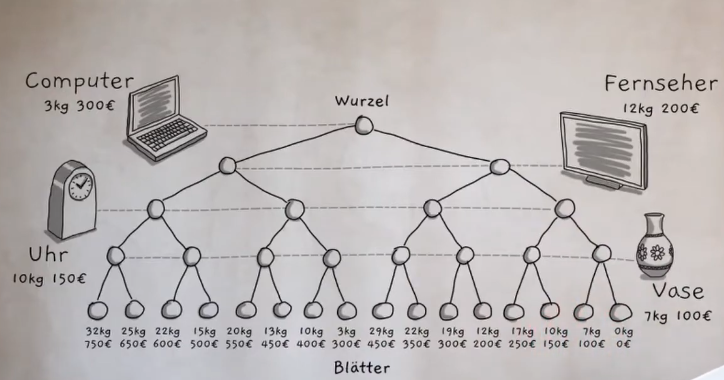 Computer
3kg 300€
Wurzel
Fernseher
12kg 200€
Uhr
10kg 150€
Vase
7kg 100€
32kg 25kg 22kg 15kg 20kg 13kg 10kg 3kg 29kg 22kg 19kg 12kg 17kg 10kg 7kg 0kg
750€ 650€ 600€ 500€ 550€ 450€ 400€ 300€ 450€ 350€ 300€ 200€ 250€ 150€ 100€ 0€
Blätter